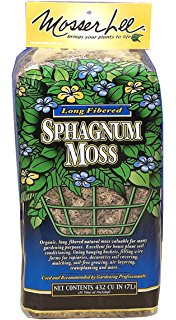 Mosser Lee
brings your plants to life
Long Fibered
SPHAGNUM
MOSS
Organic, long fibered natural moss valuable for many
gardening purposes. Excellent for home plant soil
conditioning, lining hanging baskets, filling wire
forms for topiaries, decorative soil covering,
mulching, soil-free growing, air layering,
transplanting and more.
Used and Recommended by Gardening Professionals.
NET CONTENTS 432 CU IN (7L)